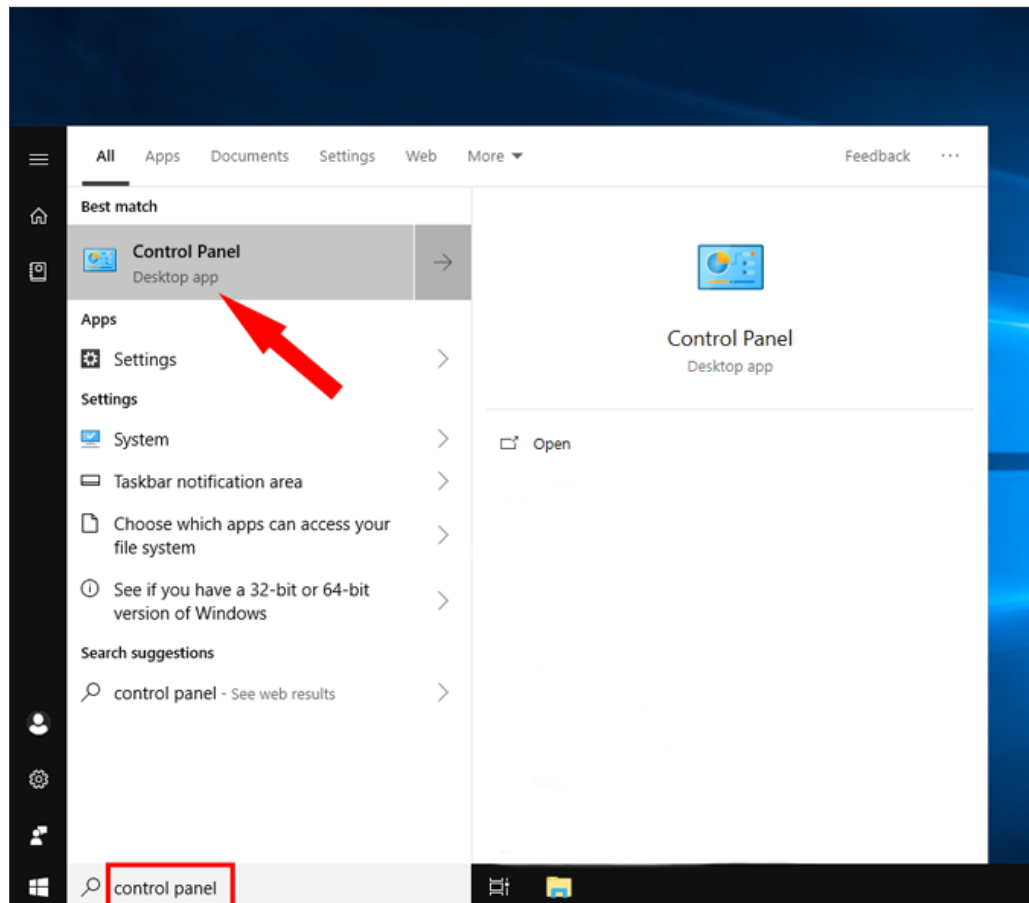 All Apps Documents Settings Web More Feedback ...
Best match
Control Panel
Desktop app
Apps
Settings
Settings
System
Taskbar notification area
Choose which apps can access your
file system
See if you have a 32-bit or 64-bit
version of Windows
Search suggestions
control panel - See web results
control panel
Control Panel
Desktop app
Open